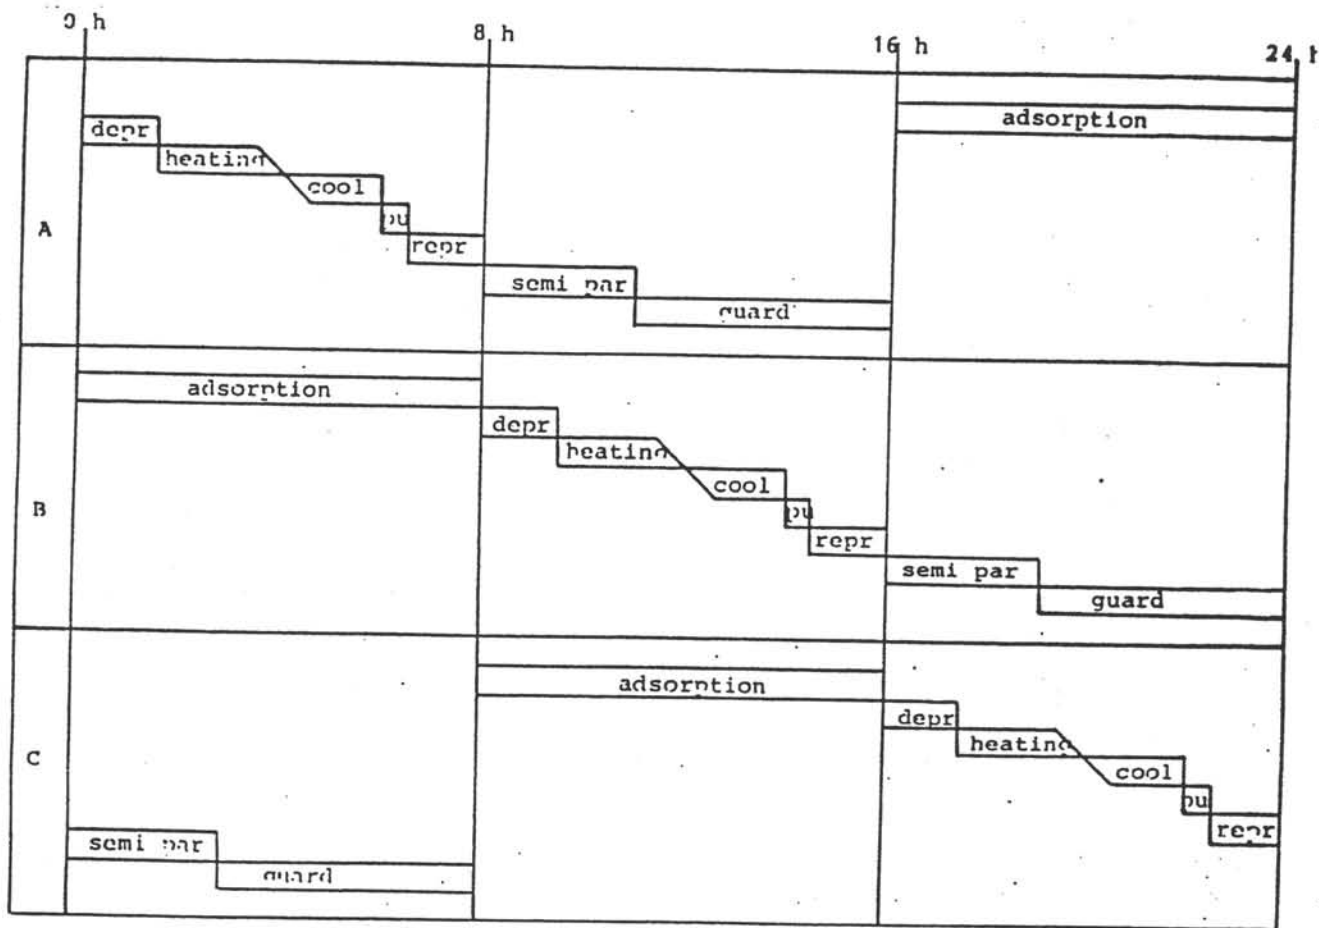 0 h 8 h 16 h 24 h
adsorption
depr
heating
cool
A
pu
repr
semi par
guard
adsorption
depr
heating
cool
B
pu
repr
semi par
guard
adsorption
depr
heating
C
cool
pu
semi par
repr
guard